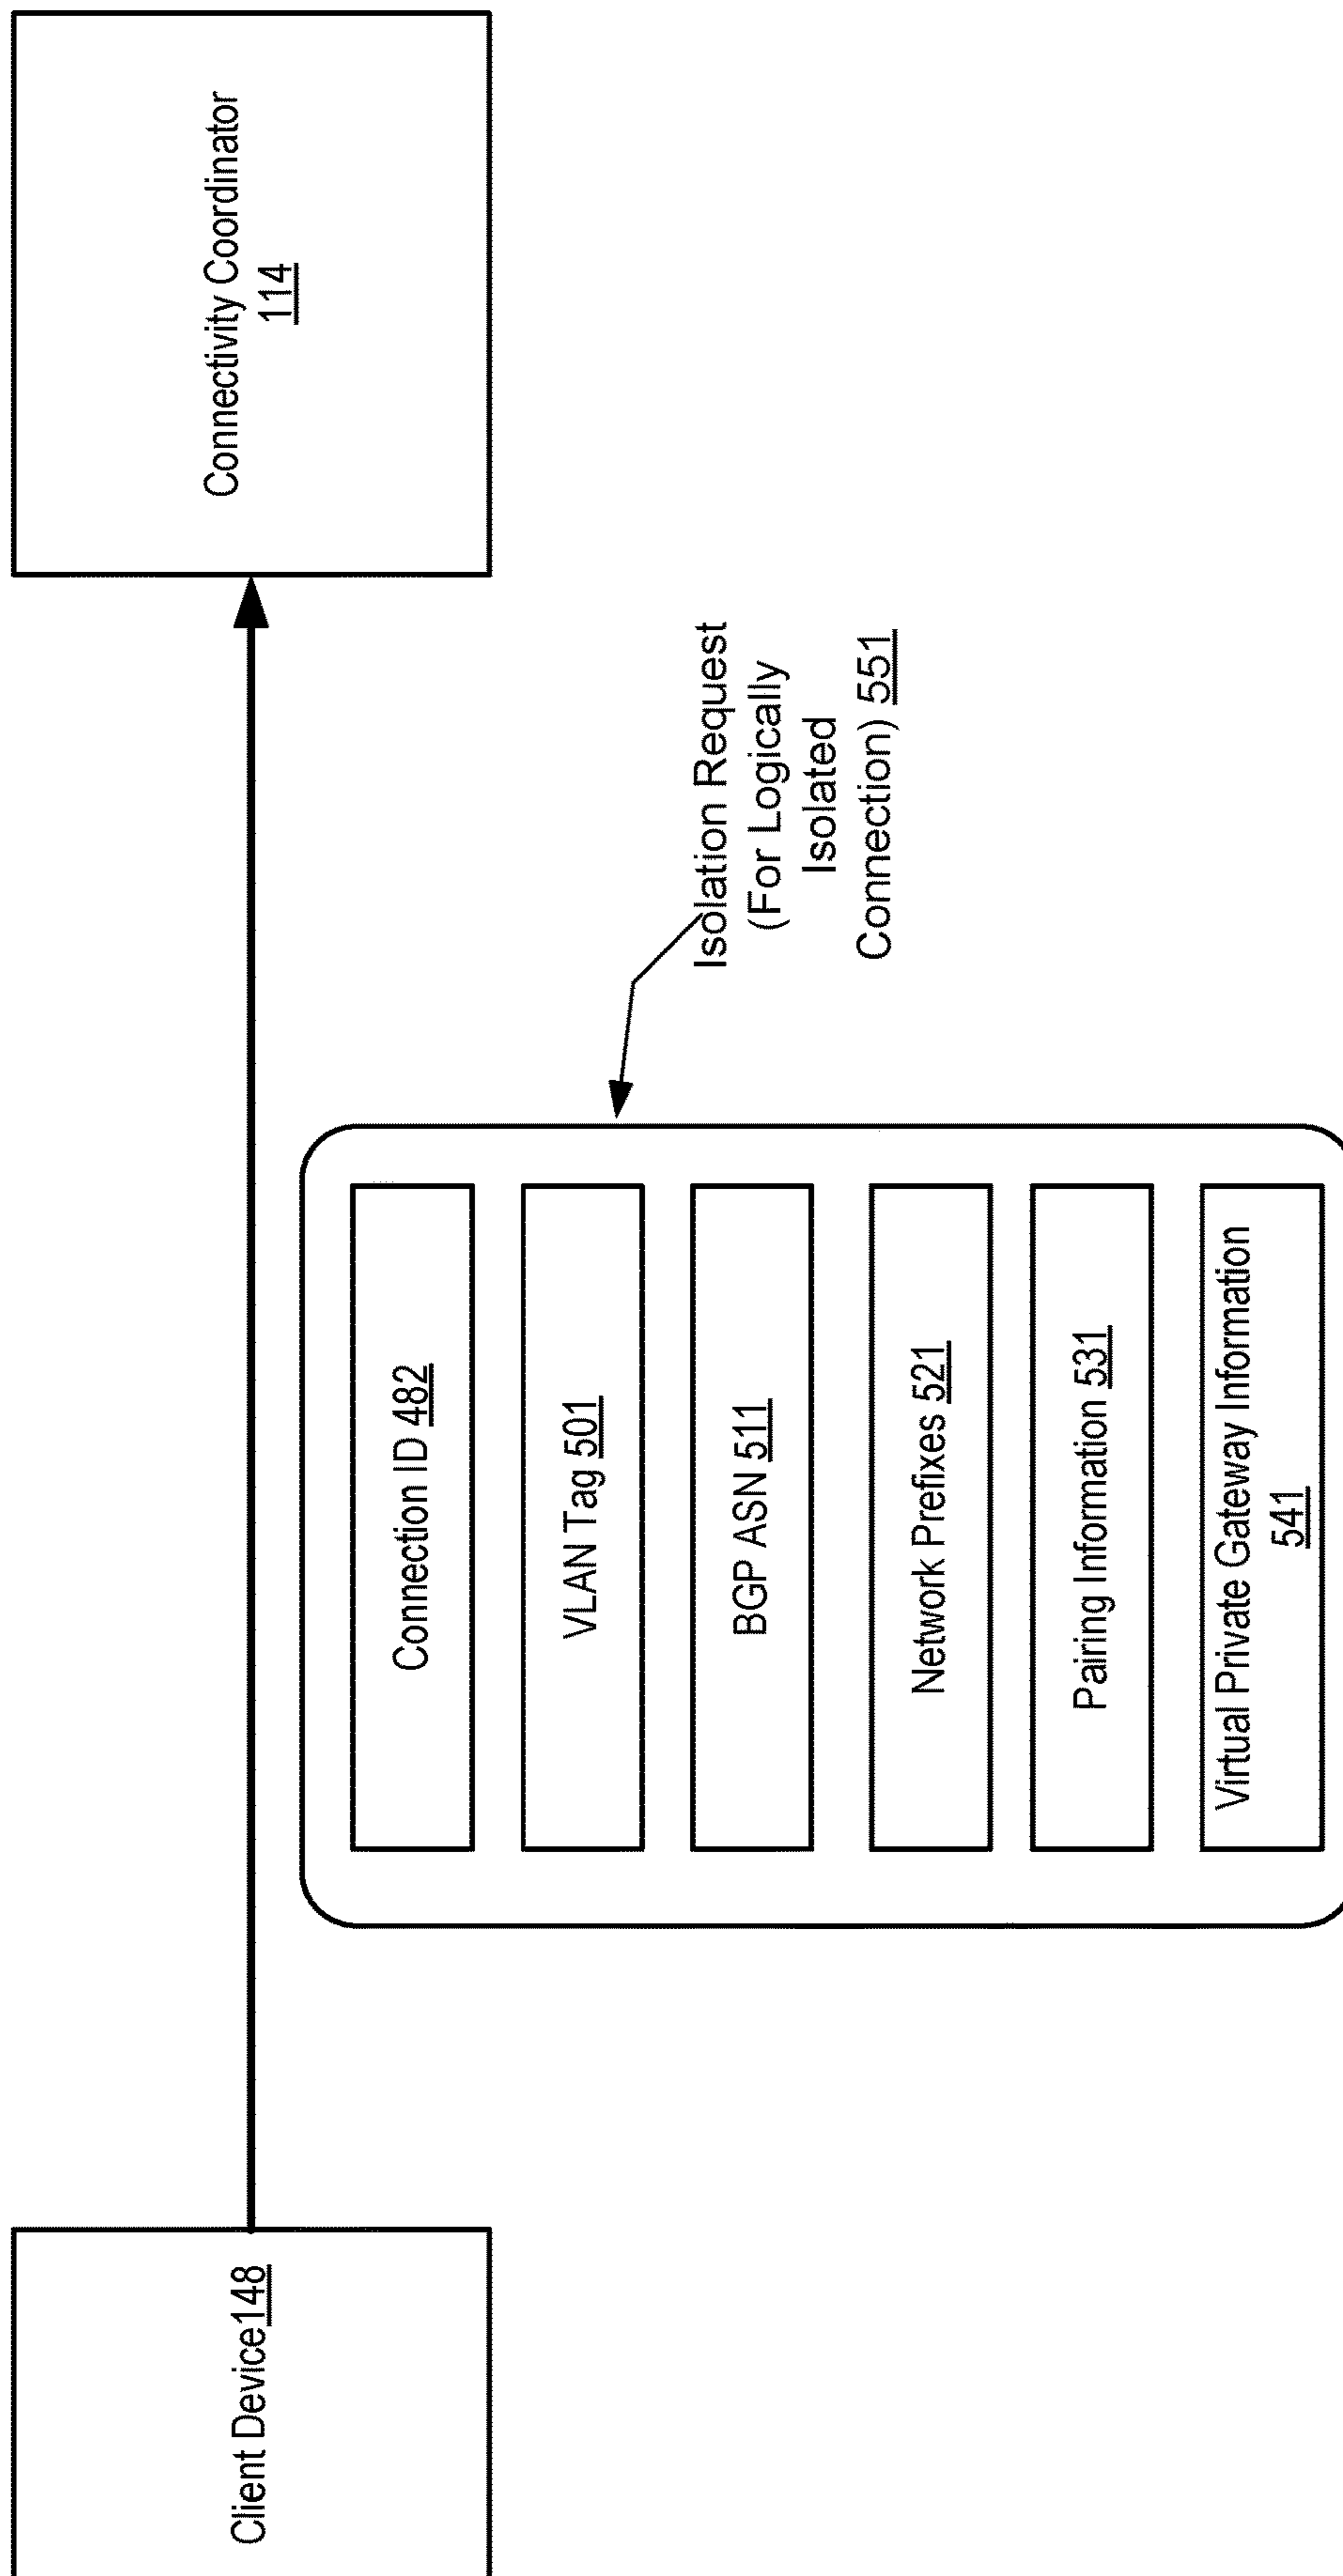 Client Device148
Connectivity Coordinator
114
Isolation Request
(For Logically
Isolated
Connection) 551
Connection ID 482
VLAN Tag 501
BGP ASN 511
Network Prefixes 521
Pairing Information 531
Virtual Private Gateway Information
541